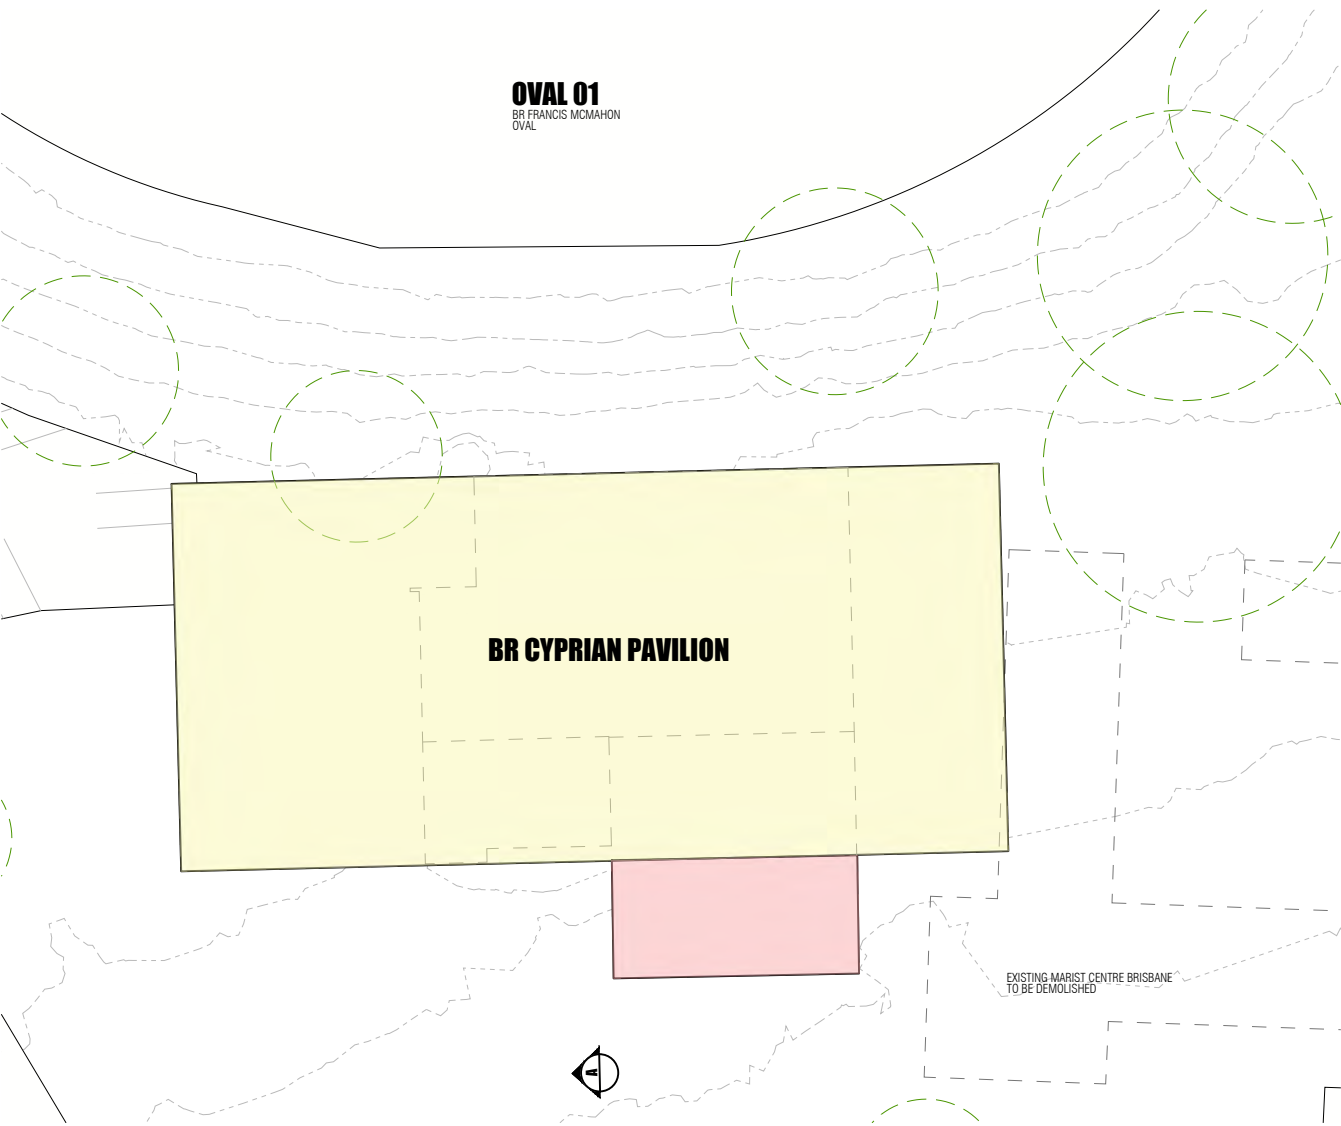 OVAL 01
BR FRANCIS MCMAHON
OVAL
BR CYPRIAN PAVILION
EXISTING MARIST CENTRE BRISBANE
TO BE DEMOLISHED
A